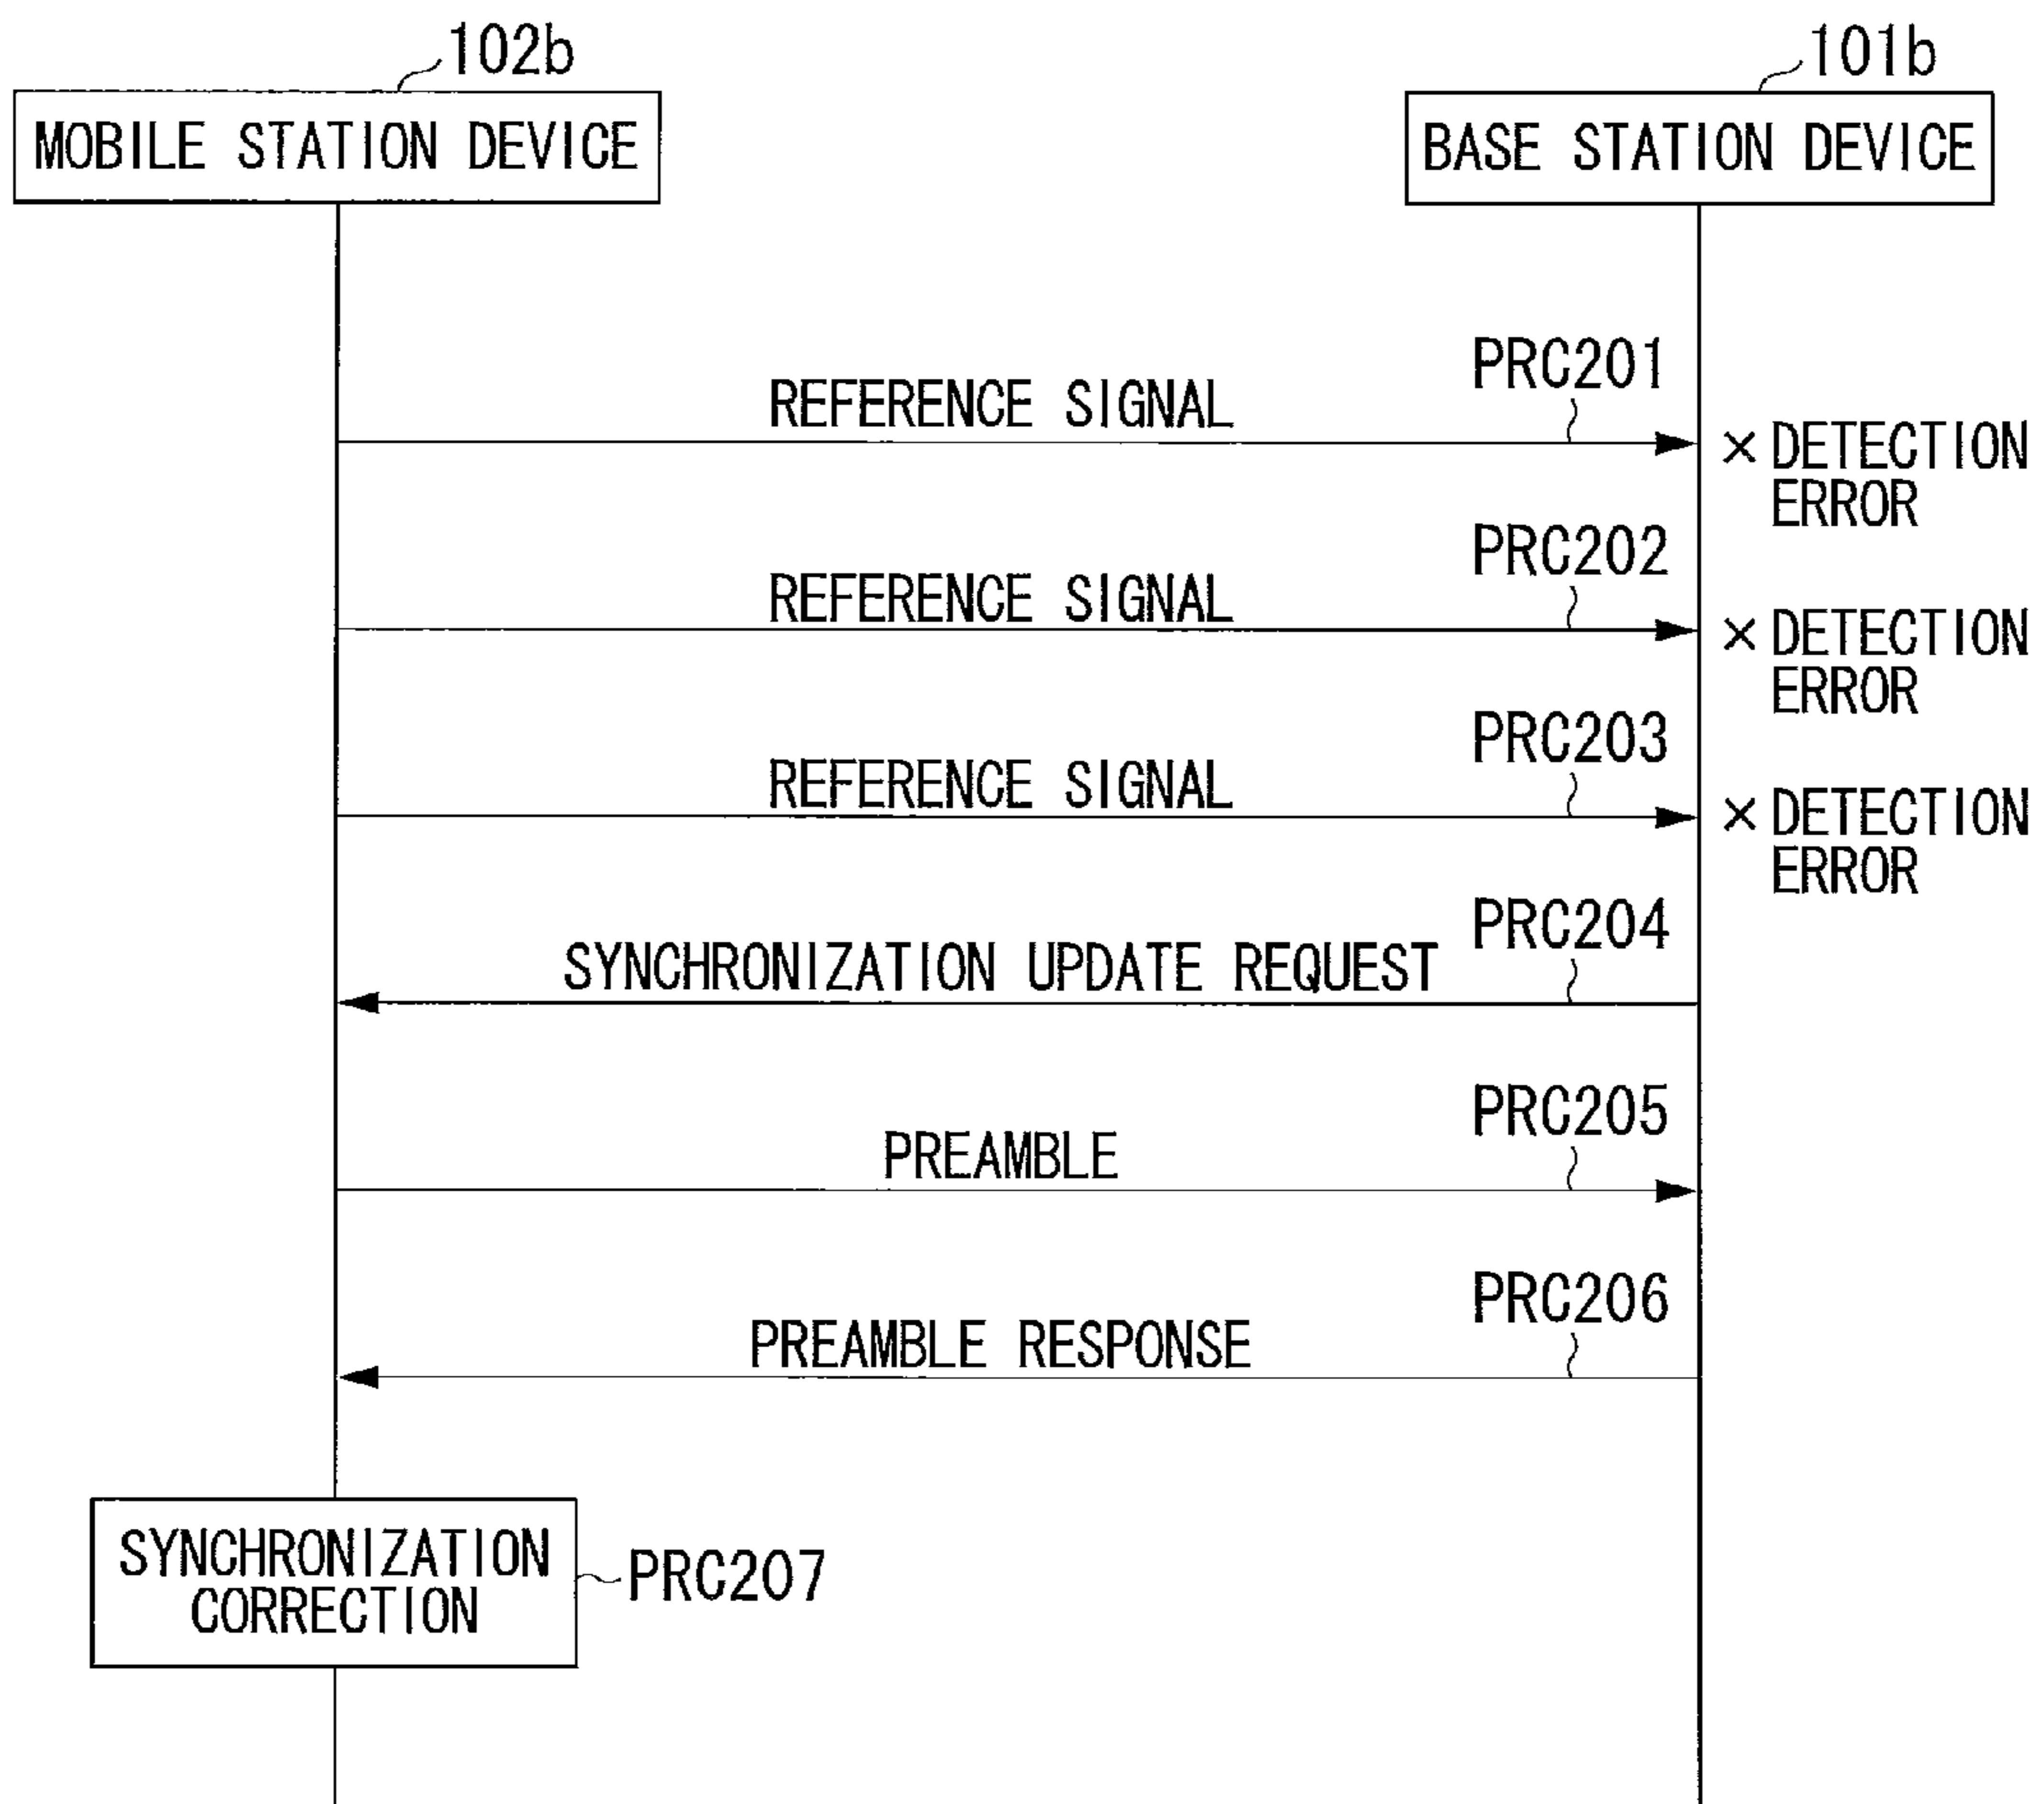 102b
101b
MOBILE STATION DEVICE
BASE STATION DEVICE
PRC201
REFERENCE SIGNAL
× DETECTION
ERROR
PRC202
REFERENCE SIGNAL
× DETECTION
ERROR
PRC203
REFERENCE SIGNAL
× DETECTION
ERROR
PRC204
SYNCHRONIZATION UPDATE REQUEST
PRC205
PREAMBLE
PRC206
PREAMBLE RESPONSE
SYNCHRONIZATION
CORRECTION
PRC207